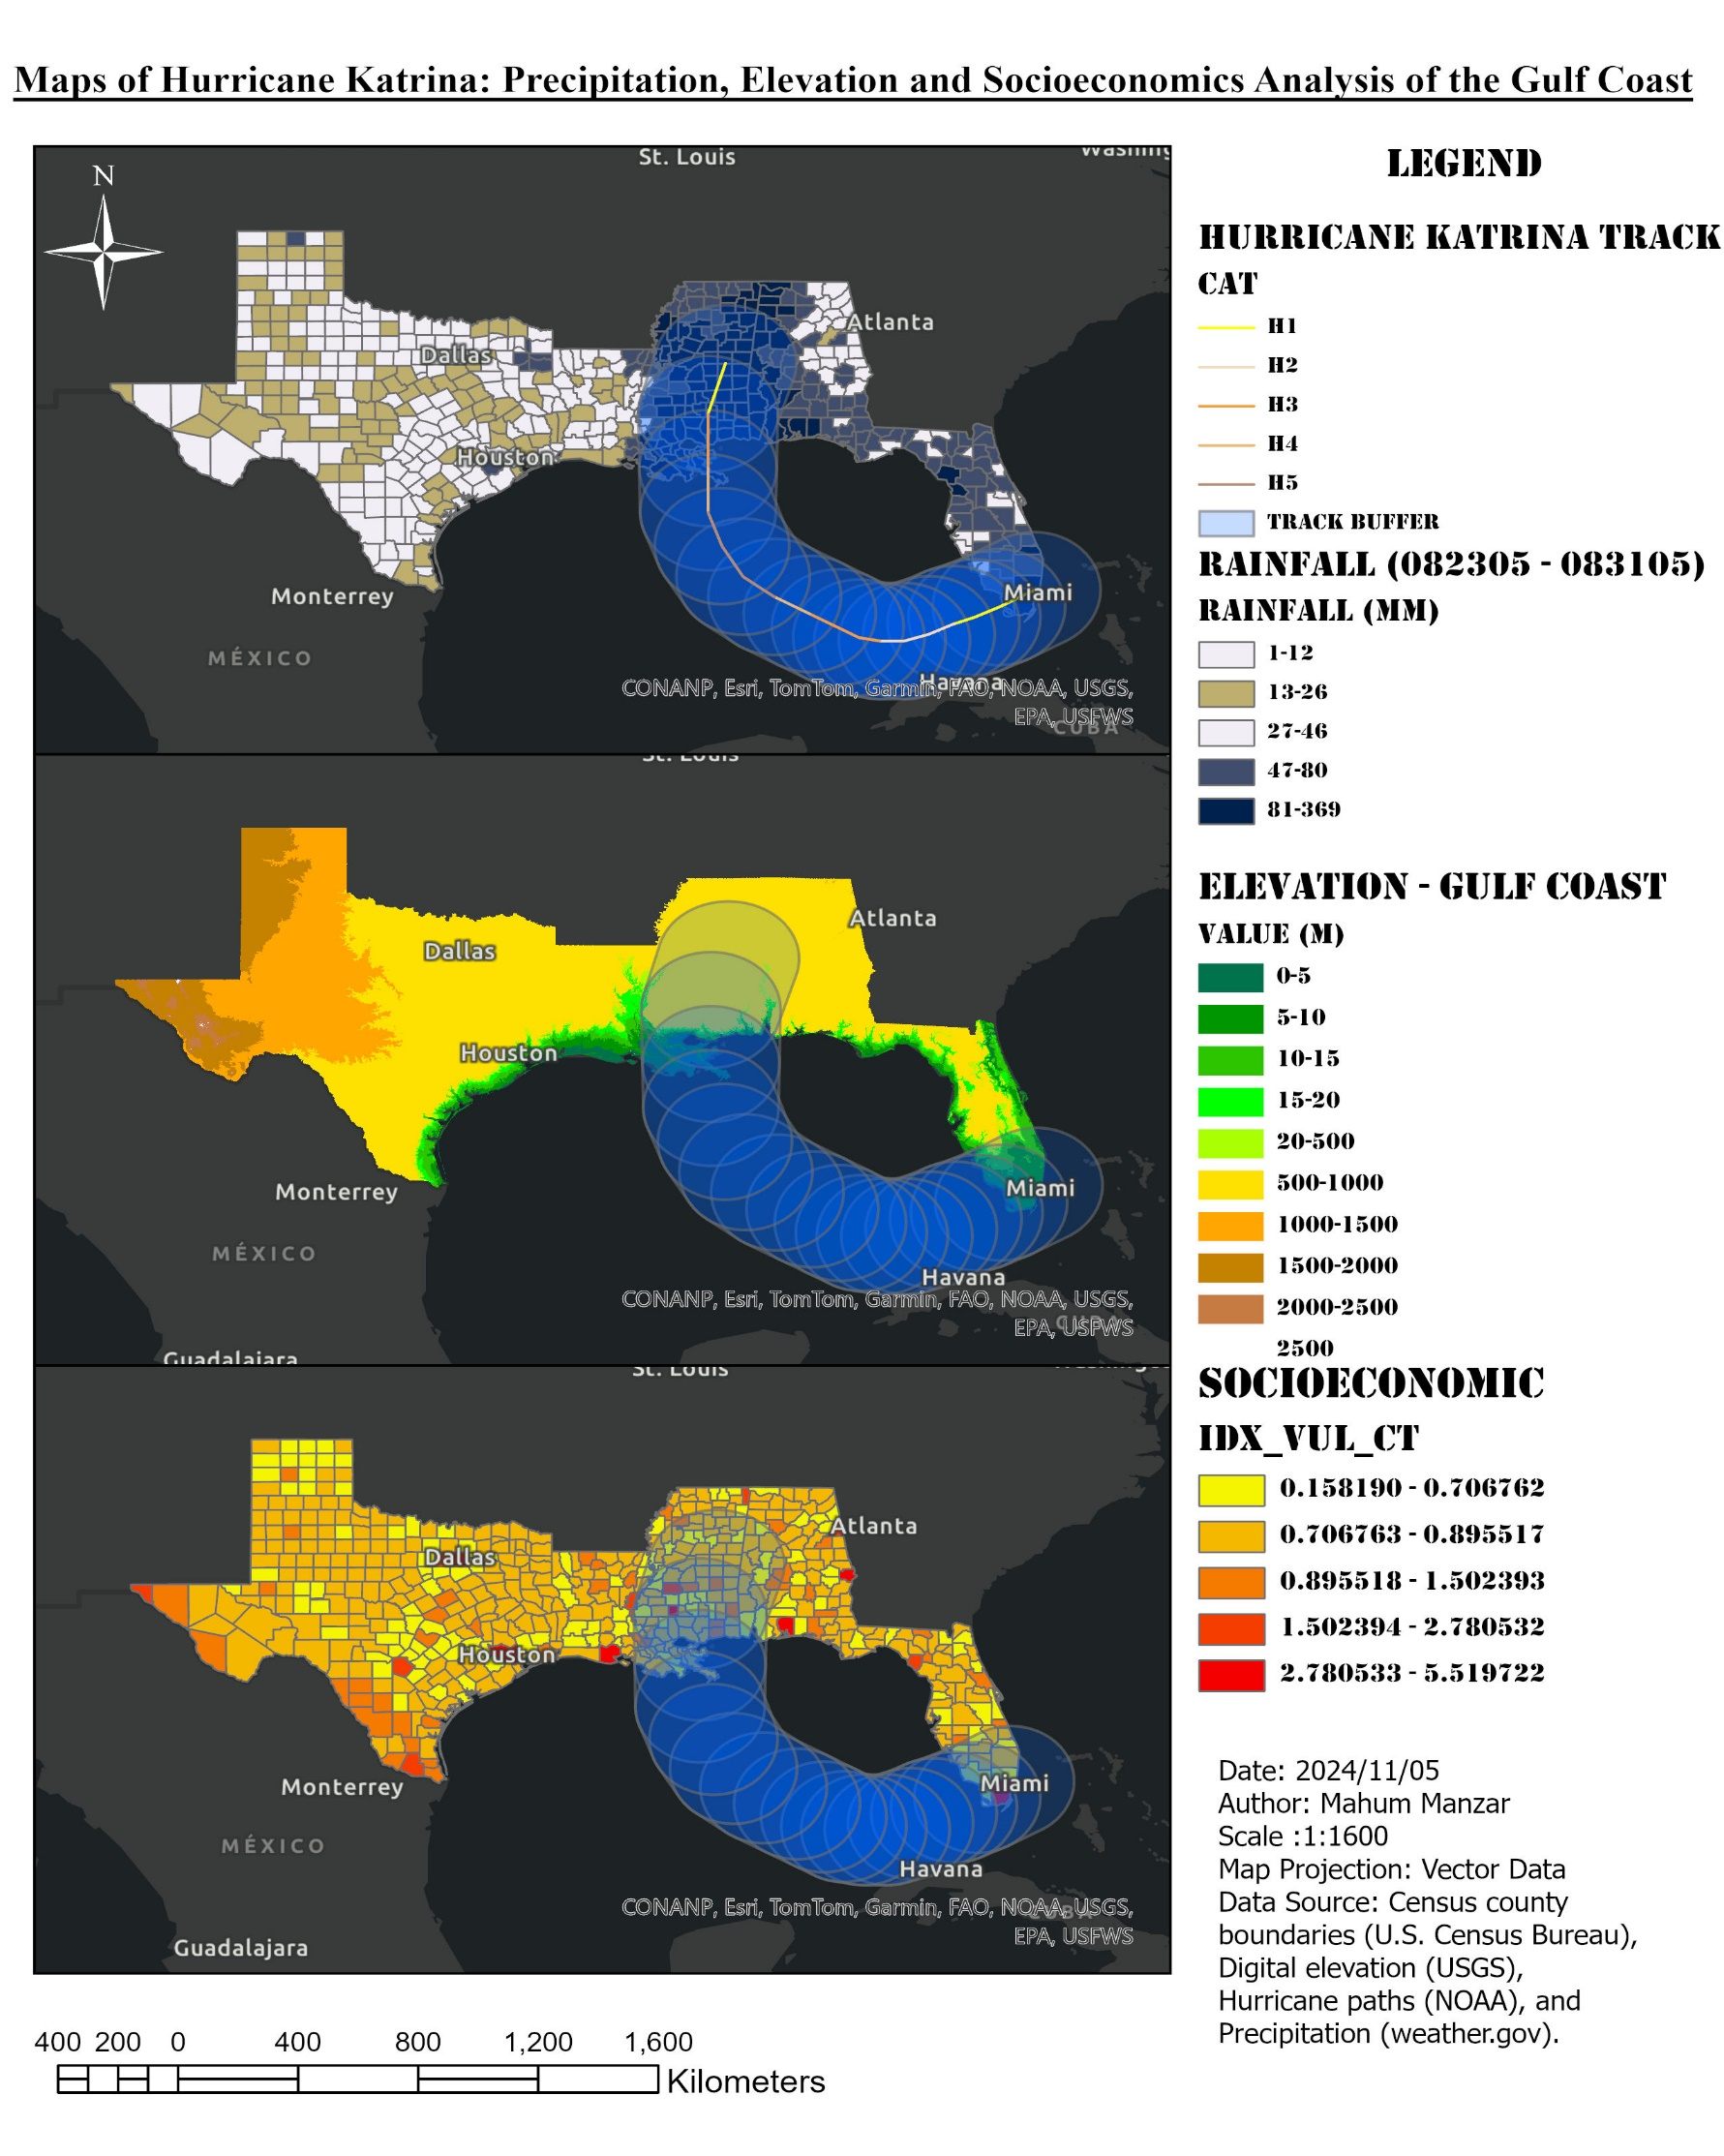 Maps of Hurricane Katrina: Precipitation, Elevation and Socioeconomics Analysis of the Gulf Coast
N
St. Louis
Atlanta
Dallas
Houston
Monterrey
MÉXICO
Miami
Havana
CUBA
CONANP, Esri, TomTom, Garmin, FAO, NOAA, USGS,
EPA, USFWS
St. Louis
Atlanta
Dallas
Houston
Monterrey
MÉXICO
Miami
Havana
CUBA
CONANP, Esri, TomTom, Garmin, FAO, NOAA, USGS,
EPA, USFWS
Guadalajara
St. Louis
Atlanta
Dallas
Houston
Monterrey
MÉXICO
Miami
Havana
CUBA
CONANP, Esri, TomTom, Garmin, FAO, NOAA, USGS,
EPA, USFWS
Guadalajara
400 200 0 400 800 1,200 1,600
Kilometers
LEGEND
HURRICANE KATRINA TRACK
CAT
H1
H2
H3
H4
H5
TRACK BUFFER
RAINFALL (082305 - 083105)
RAINFALL (MM)
1-12
13-26
27-46
47-80
81-369
ELEVATION - GULF COAST
VALUE (M)
0-5
5-10
10-15
15-20
20-500
500-1000
1000-1500
1500-2000
2000-2500
2500
SOCIOECONOMIC
IDX_VUL_CT
0.158190 - 0.706762
0.706763 - 0.895517
0.895518 - 1.502393
1.502394 - 2.780532
2.780533 - 5.519722
Date: 2024/11/05
Author: Mahum Manzar
Scale :1:1600
Map Projection: Vector Data
Data Source: Census county
boundaries (U.S. Census Bureau),
Digital elevation (USGS),
Hurricane paths (NOAA), and
Precipitation (weather.gov).